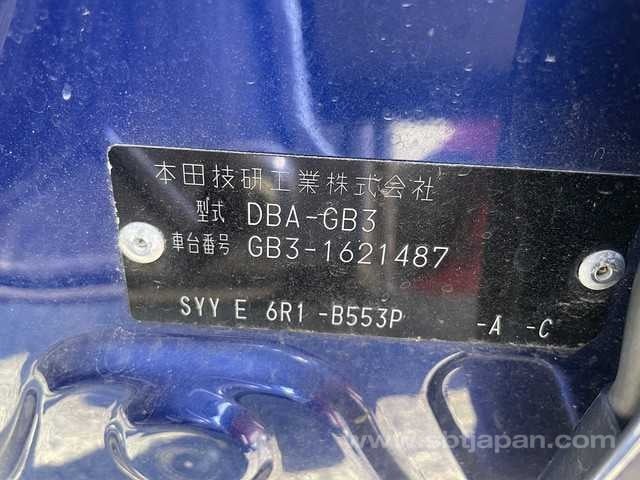 本田技研工業株式会社
型式 DBA-GB3
車台番号 GB3-1621487
SYY E 6R1 -B553P -A -C
www.sbtjapan.com